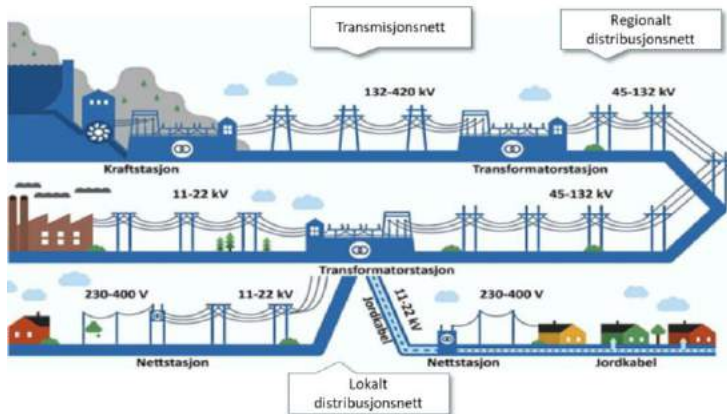 Transmisjonsnett
Regionalt
distribusjonsnett
132-420 kV
45-132 kV
Kraftstasjon
Transformatorstasjon
11-22 kV
45-132 kV
Transformatorstasjon
230-400 V
11-22 kV
Jordkabel
11-22 kV
230-400 V
Nettstasjon
Nettstasjon
Jordkabel
Lokalt
distribusjonsnett